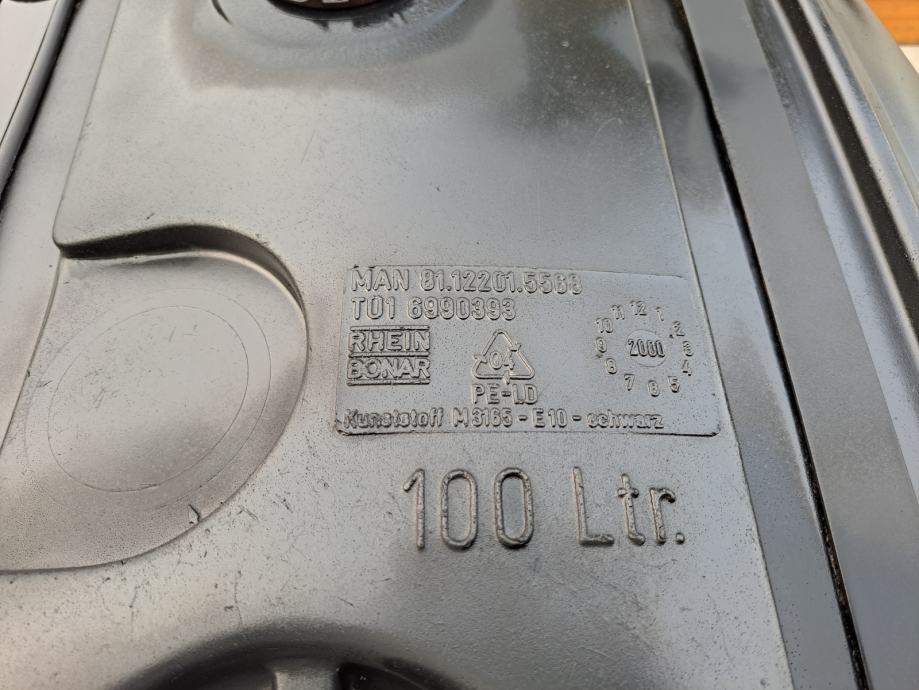 MAN 81.12201.5568
T01 6990393
RHEIN
BONAR
04
PE-LD
11 12 1
10 2
9 2000 3
8 4
7 6 5
Kunststoff M3165 - E10 - schwarz
100 Ltr.